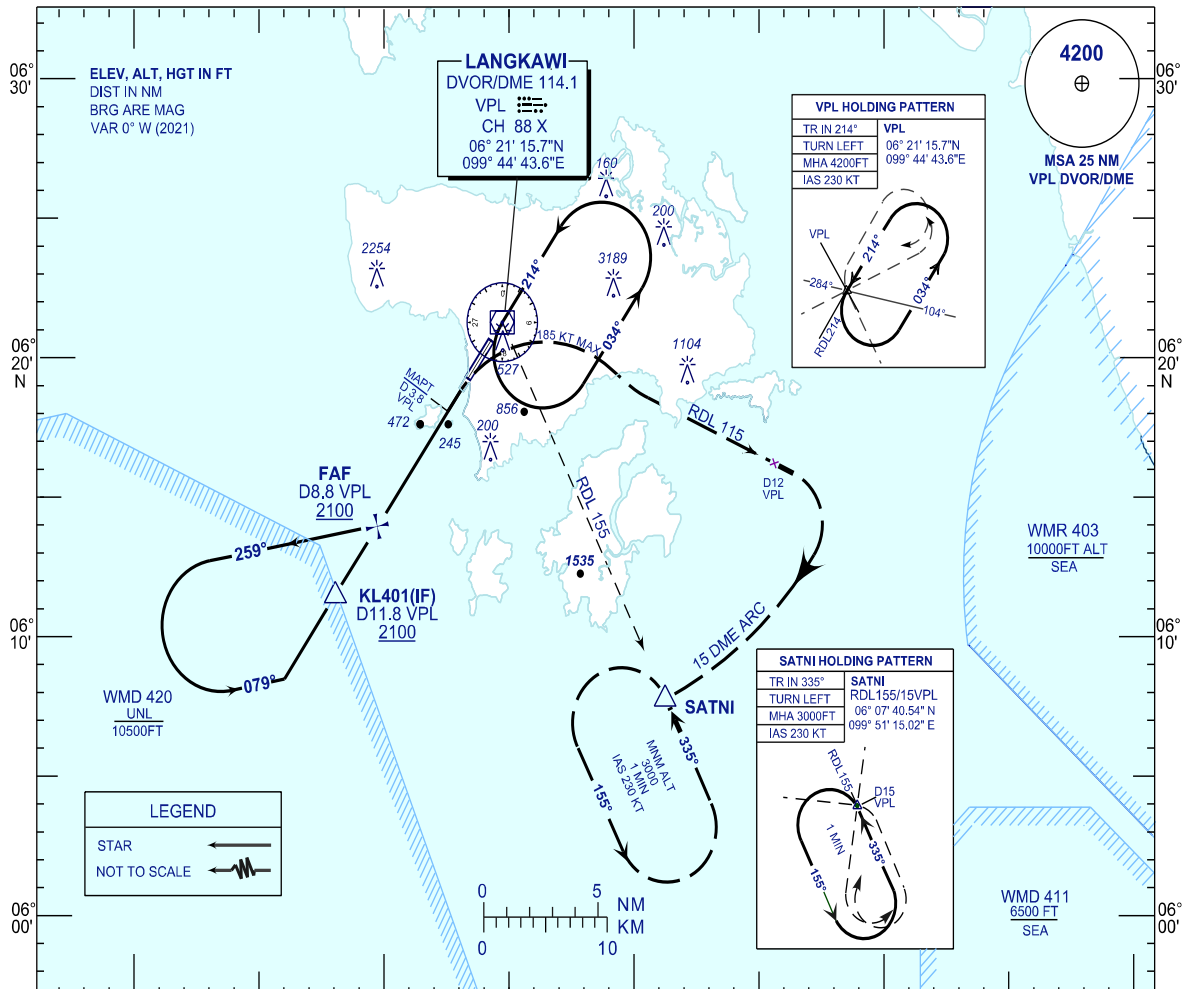 06°
30'
ELEV, ALT, HGT IN FT
DIST IN NM
BRG ARE MAG
VAR 0° W (2021)
LANGKAWI
DVOR/DME 114.1
VPL
CH 88 X
06° 21' 15.7"N
099° 44' 43.6"E
4200
MSA 25 NM
VPL DVOR/DME
06°
30'
VPL HOLDING PATTERN
TR IN 214°
TURN LEFT
MHA 4200FT
IAS 230 KT
VPL
06° 21' 15.7"N
099° 44' 43.6"E
VPL
214°
034°
284°
104°
RDL214
160
200
2254
3189
214°
034°
185 KT MAX
27
9
527
1104
06°
20'
N
06°
20'
N
MAPT
D 3.8
VPL
472
245
856
200
RDL 115
D12
VPL
RDL 155
FAF
D8.8 VPL
2100
259°
KL401(IF)
D11.8 VPL
2100
1535
WMR 403
10000FT ALT
SEA
06°
10'
06°
10'
079°
WMD 420
UNL
10500FT
15 DME ARC
SATNI
335°
MNM ALT
3000
1 MIN
IAS 230 KT
155°
SATNI HOLDING PATTERN
TR IN 335°
TURN LEFT
MHA 3000FT
IAS 230 KT
SATNI
RDL155/15VPL
06° 07' 40.54" N
099° 51' 15.02" E
RDL155
D15
VPL
1 MIN
335°
155°
LEGEND
STAR
NOT TO SCALE
0 5 NM
KM
0 10
WMD 411
6500 FT
SEA
06°
00'
06°
00'